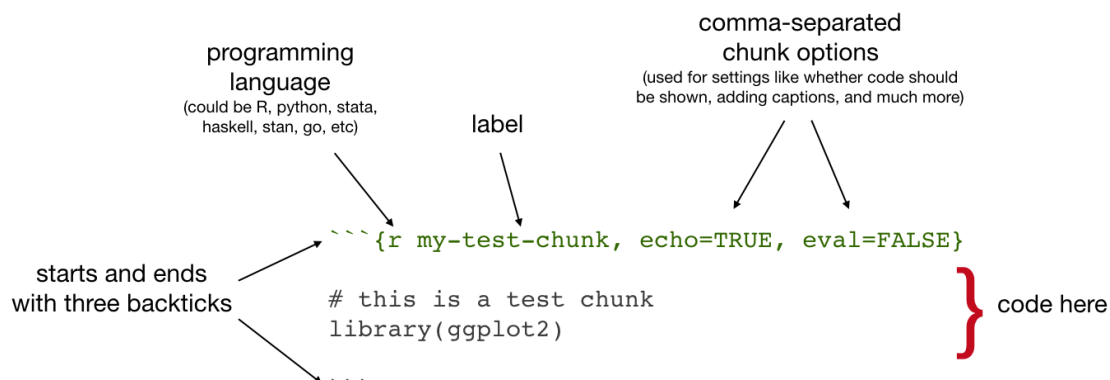 comma-separated
chunk options
(used for settings like whether code should
be shown, adding captions, and much more)
programming
language
(could be R, python, stata,
haskell, stan, go, etc)
label
```{r my-test-chunk, echo=TRUE, eval=FALSE}
starts and ends
with three backticks
# this is a test chunk
library(ggplot2)
code here
```